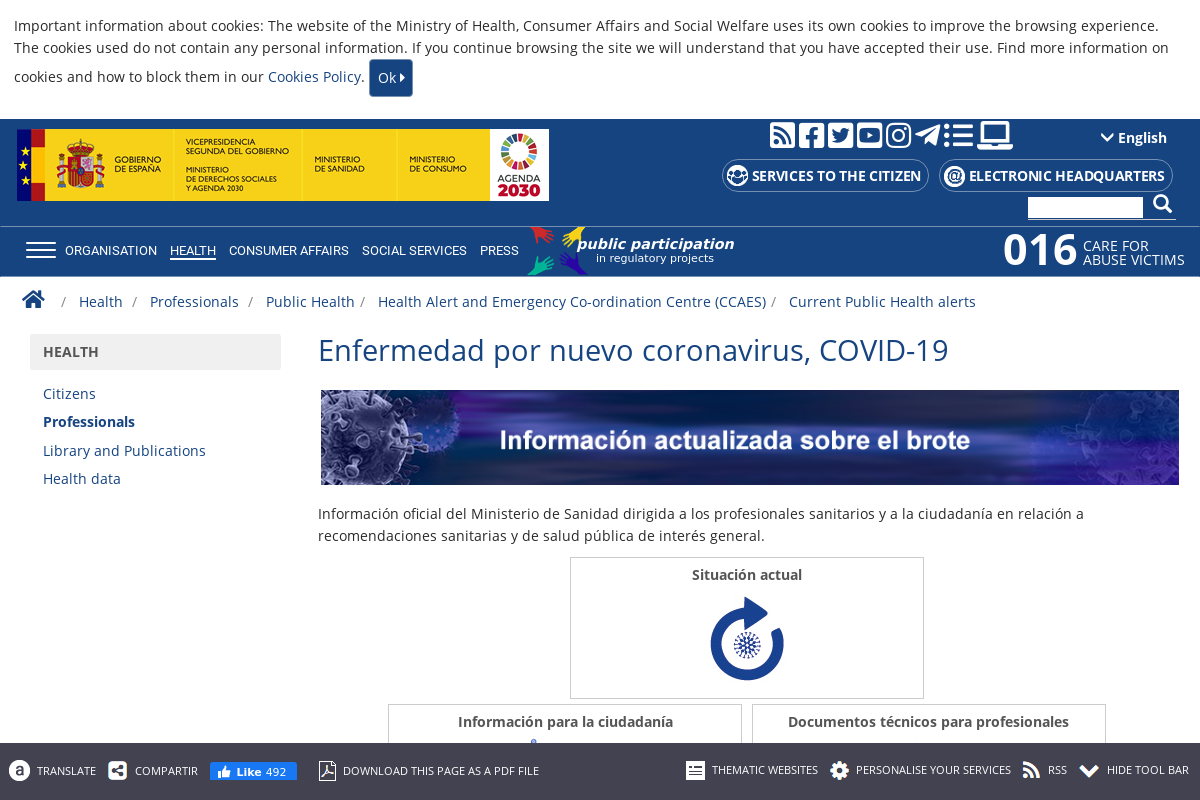 Important information about cookies: The website of the Ministry of Health, Consumer Affairs and Social Welfare uses its own cookies to improve the browsing experience.
The cookies used do not contain any personal information. If you continue browsing the site we will understand that you have accepted their use. Find more information on
cookies and how to block them in our Cookies Policy. Ok
GOBIERNO
DE ESPAÑA
VICEPRESIDENCIA
SEGUNDA DEL GOBIERNO
MINISTERIO
DE DERECHOS SOCIALES
Y AGENDA 2030
MINISTERIO
DE SANIDAD
MINISTERIO
DE CONSUMO
AGENDA
2030
English
SERVICES TO THE CITIZEN
ELECTRONIC HEADQUARTERS
ORGANISATION HEALTH CONSUMER AFFAIRS SOCIAL SERVICES PRESS
public participation
in regulatory projects
016 CARE FOR
ABUSE VICTIMS
/ Health / Professionals / Public Health / Health Alert and Emergency Co-ordination Centre (CCAES) / Current Public Health alerts
HEALTH
Citizens
Professionals
Library and Publications
Health data
Enfermedad por nuevo coronavirus, COVID-19
Información actualizada sobre el brote
Información oficial del Ministerio de Sanidad dirigida a los profesionales sanitarios y a la ciudadanía en relación a
recomendaciones sanitarias y de salud pública de interés general.
Situación actual
Información para la ciudadanía
Documentos técnicos para profesionales
a TRANSLATE COMPARTIR Like 492 DOWNLOAD THIS PAGE AS A PDF FILE THEMATIC WEBSITES PERSONALISE YOUR SERVICES RSS HIDE TOOL BAR